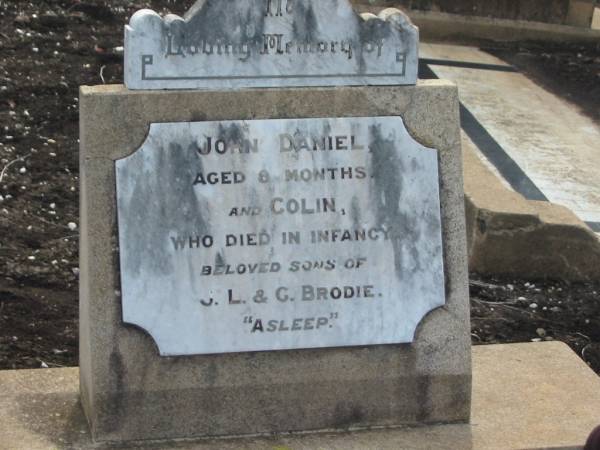 In
Loving Memory of
JOHN DANIEL,
AGED 8 MONTHS.
AND COLIN,
WHO DIED IN INFANCY.
BELOVED SONS OF
J. L. & G. BRODIE.
"ASLEEP."